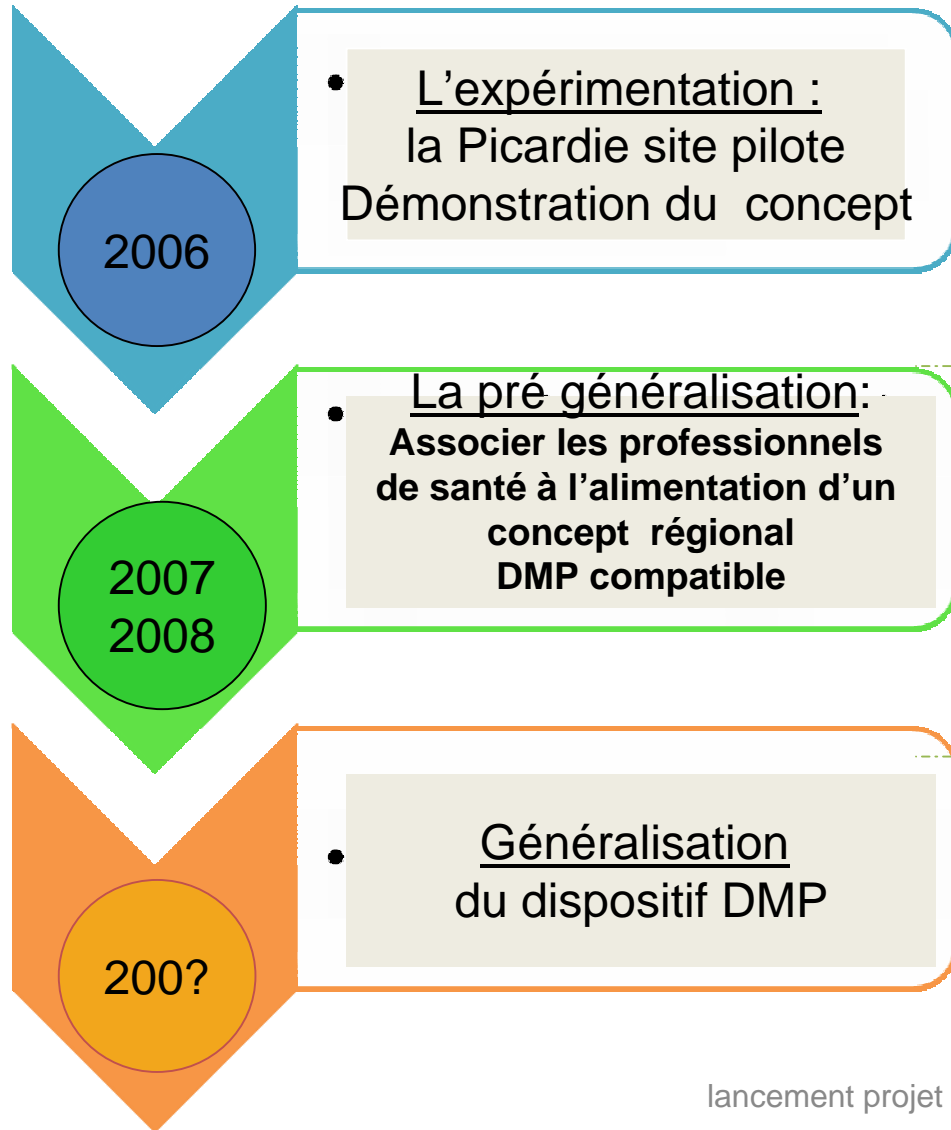 2006
• L'expérimentation :
la Picardie site pilote
Démonstration du concept
2007
2008
• La pré généralisation:
Associer les professionnels
de santé à l'alimentation d'un
concept régional
DMP compatible
200?
• Généralisation
du dispositif DMP
lancement projet